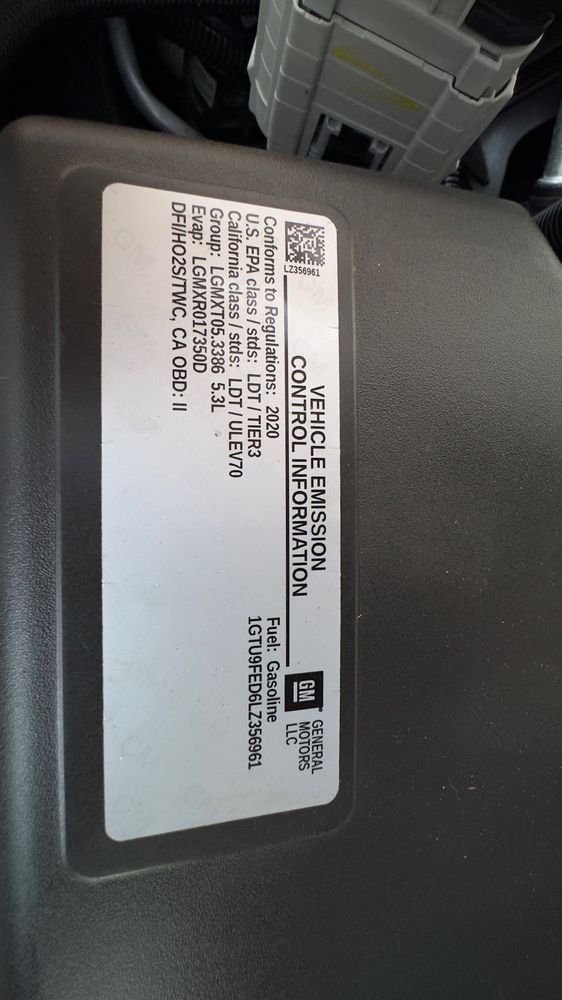 LZ356961
VEHICLE EMISSION
CONTROL INFORMATION
GM
GENERAL
MOTORS
LLC
Conforms to Regulations: 2020
U.S. EPA class / stds: LDT / TIER3
California class / stds: LDT / ULEV70
Group: LGMXT05.3386 5.3L
Evap: LGMXR017350D
DFI/HO2S/TWC, CA OBD: II
Fuel: Gasoline
1GTU9FED6LZ356961